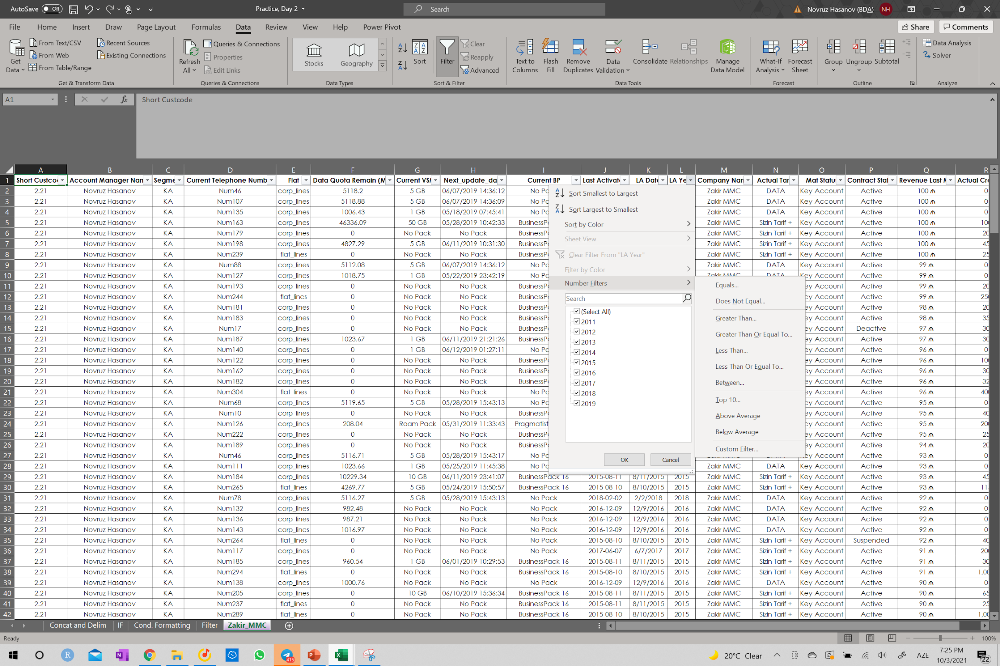 AutoSave Off Practice, Day 2 Search Novruz Hasanov (BDA) NH
File Home Insert Draw Page Layout Formulas Data Review View Help Power Pivot Share Comments
Get Data From Text/CSV From Web From Table/Range Recent Sources Existing Connections
Refresh All Queries & Connections Properties Edit Links
Stocks Geography
Sort Filter Clear Reapply Advanced
Text to Columns Flash Fill Remove Duplicates Data Validation Consolidate Relationships Manage Data Model
What-If Analysis Forecast Sheet Group Ungroup Subtotal Data Analysis Solver
Get & Transform Data Queries & Connections Data Types Sort & Filter Data Tools Forecast Outline Analyze
A1 fx Short Custcode
A B C D E F G H I J K L M N O P Q R
1 Short Custco Account Manager Nan Segme Current Telephone Numb Flat Data Quota Remain (M Current VS Next_update_da Current BP Last Activat LA Date LA Ye Company Nar Actual Tar Mat Statu Contract Stat Revenue Last M Actual Cr
2 2.21 Novruz Hasanov KA Num46 corp_lines 5118.2 5 GB 06/07/2019 14:36:12 No Pc Zakir MMC DATA Key Account Active 100 ₼ 0
3 2.21 Novruz Hasanov KA Num107 corp_lines 5118.88 5 GB 06/07/2019 14:36:09 No Pc Zakir MMC DATA Key Account Active 100 ₼ 0
4 2.21 Novruz Hasanov KA Num135 corp_lines 1006.43 1 GB 05/18/2019 07:45:41 No Pc Zakir MMC DATA Key Account Active 100 ₼ 0
5 2.21 Novruz Hasanov KA Num163 corp_lines 46336.09 50 GB 05/28/2019 10:42:33 BusinessPc Zakir MMC Sizin Tarif + Key Account Active 100 ₼ 10
6 2.21 Novruz Hasanov KA Num179 corp_lines 0 No Pack No Pack BusinessPc Zakir MMC Sizin Tarif + Key Account Active 100 ₼ 20
7 2.21 Novruz Hasanov KA Num198 corp_lines 4827.29 5 GB 06/11/2019 10:31:30 BusinessPc Zakir MMC Sizin Tarif + Key Account Active 100 ₼ 45
8 2.21 Novruz Hasanov KA Num239 flat_lines 0 No Pack No Pack BusinessPc Zakir MMC Sizin Tarif + Key Account Active 100 ₼ 25
9 2.21 Novruz Hasanov KA Num88 corp_lines 5112.08 5 GB 06/07/2019 14:36:12 No Pc Zakir MMC DATA Key Account Active 99 ₼ 0
10 2.21 Novruz Hasanov KA Num127 corp_lines 1018.75 1 GB 05/22/2019 23:42:19 No Pc Zakir MMC DATA Key Account Active 99 ₼ 0
11 2.21 Novruz Hasanov KA Num193 corp_lines 0 No Pack No Pack BusinessPc ey Account Active 99 ₼ 20
12 2.21 Novruz Hasanov KA Num244 flat_lines 0 No Pack No Pack BusinessPc ey Account Active 99 ₼ 25
13 2.21 Novruz Hasanov KA Num181 corp_lines 0 No Pack No Pack BusinessPc ey Account Active 98 ₼ 20
14 2.21 Novruz Hasanov KA Num183 corp_lines 0 No Pack No Pack BusinessPc ey Account Active 98 ₼ 35
15 2.21 Novruz Hasanov KA Num17 corp_lines 0 No Pack No Pack BusinessPc ey Account Deactive 97 ₼ 30
16 2.21 Novruz Hasanov KA Num187 corp_lines 1023.67 1 GB 06/11/2019 21:21:26 BusinessPc ey Account Active 97 ₼ 30
17 2.21 Novruz Hasanov KA Num140 corp_lines 0 1 GB 06/12/2019 01:27:11 No Pc ey Account Active 96 ₼ 0
18 2.21 Novruz Hasanov KA Num122 corp_lines 0 No Pack No Pack BusinessPc ey Account Active 96 ₼ 10
19 2.21 Novruz Hasanov KA Num162 corp_lines 0 No Pack No Pack BusinessPc ey Account Active 96 ₼ 30
20 2.21 Novruz Hasanov KA Num182 corp_lines 0 No Pack No Pack BusinessPc ey Account Active 96 ₼ 32
21 2.21 Novruz Hasanov KA Num304 flat_lines 0 No Pack No Pack No Pc ey Account Active 96 ₼ 40
22 2.21 Novruz Hasanov KA Num68 corp_lines 5119.65 5 GB 05/28/2019 15:43:13 No Pc ey Account Active 95 ₼ 0
23 2.21 Novruz Hasanov KA Num10 corp_lines 0 No Pack No Pack BusinessPc ey Account Active 95 ₼ 40
24 2.21 Novruz Hasanov KA Num126 corp_lines 208.04 Roam Pack 05/31/2019 11:33:43 Pragmatist ey Account Active 95 ₼ 20
25 2.21 Novruz Hasanov KA Num222 corp_lines 0 No Pack No Pack BusinessPc ey Account Active 95 ₼ 25
26 2.21 Novruz Hasanov KA Num189 corp_lines 0 No Pack No Pack BusinessPc ey Account Active 94 ₼ 20
27 2.21 Novruz Hasanov KA Num46 corp_lines 5116.71 5 GB 05/28/2019 15:43:17 No Pc ey Account Active 93 ₼ 0
28 2.21 Novruz Hasanov KA Num111 corp_lines 1023.66 1 GB 05/25/2019 11:45:38 No Pc Zakir MMC DATA Key Account Active 93 ₼ 0
29 2.21 Novruz Hasanov KA Num184 corp_lines 10229.34 10 GB 06/11/2019 23:41:07 BusinessPack 16 2015-08-11 8/11/2015 2015 Zakir MMC Sizin Tarif + Key Account Active 93 ₼ 45
30 2.21 Novruz Hasanov KA Num265 flat_lines 4269.77 5 GB 05/24/2019 15:50:57 BusinessPack 16 2015-08-10 8/10/2015 2015 Zakir MMC Sizin Tarif + Key Account Active 93 ₼ 11
31 2.21 Novruz Hasanov KA Num78 corp_lines 5116.27 5 GB 05/28/2019 15:43:13 No Pack 2018-02-02 2/2/2018 2018 Zakir MMC DATA Key Account Active 92 ₼ 0
32 2.21 Novruz Hasanov KA Num132 corp_lines 982.48 No Pack No Pack No Pack 2016-12-09 12/9/2016 2016 Zakir MMC DATA Key Account Active 92 ₼ 0
33 2.21 Novruz Hasanov KA Num136 corp_lines 987.21 No Pack No Pack No Pack 2016-12-09 12/9/2016 2016 Zakir MMC DATA Key Account Active 92 ₼ 0
34 2.21 Novruz Hasanov KA Num143 corp_lines 1016.97 No Pack No Pack No Pack 2016-12-09 12/9/2016 2016 Zakir MMC DATA Key Account Active 92 ₼ 0
35 2.21 Novruz Hasanov KA Num264 flat_lines 0 No Pack No Pack No Pack 2015-08-10 8/10/2015 2015 Zakir MMC Sizin Tarif + Key Account Suspended 92 ₼ 40
36 2.21 Novruz Hasanov KA Num117 corp_lines 0 No Pack No Pack No Pack 2017-06-07 6/7/2017 2017 Zakir MMC Sizin Tarif + Key Account Active 91 ₼ 20
37 2.21 Novruz Hasanov KA Num185 corp_lines 960.54 1 GB 06/01/2019 10:29:53 BusinessPack 16 2015-08-11 8/11/2015 2015 Zakir MMC Sizin Tarif + Key Account Active 91 ₼ 30
38 2.21 Novruz Hasanov KA Num294 flat_lines 0 No Pack No Pack BusinessPack 16 2015-08-10 8/10/2015 2015 Zakir MMC Sizin Tarif + Key Account Active 91 ₼ 1,00
39 2.21 Novruz Hasanov KA Num138 corp_lines 1000.76 No Pack No Pack No Pack 2016-12-09 12/9/2016 2016 Zakir MMC DATA Key Account Active 90 ₼ 0
40 2.21 Novruz Hasanov KA Num205 corp_lines 0 10 GB 06/10/2019 15:36:34 BusinessPack 16 2015-08-11 8/11/2015 2015 Zakir MMC Sizin Tarif + Key Account Active 90 ₼ 65
41 2.21 Novruz Hasanov KA Num237 flat_lines 0 No Pack No Pack BusinessPack 16 2015-08-11 8/11/2015 2015 Zakir MMC Sizin Tarif + Key Account Active 90 ₼ 25
42 2.21 Novruz Hasanov KA Num289 flat_lines 0 No Pack No Pack BusinessPack 16 2015-08-10 8/10/2015 2015 Zakir MMC Sizin Tarif + Key Account Active 90 ₼ 1,00
Sort Smallest to Largest
Sort Largest to Smallest
Sort by Color
Sheet View
Clear Filter From "LA Year"
Filter by Color
Number Filters
Search
(Select All)
2011
2012
2013
2014
2015
2016
2017
2018
2019
OK Cancel
Equals...
Does Not Equal...
Greater Than...
Greater Than Or Equal To...
Less Than...
Less Than Or Equal To...
Between...
Top 10...
Above Average
Below Average
Custom Filter...
Concat and Delim IF Cond. Formatting Filter Zakir_MMC
Ready 100%
415 20°C Clear AZE 7:25 PM
10/3/2021 22